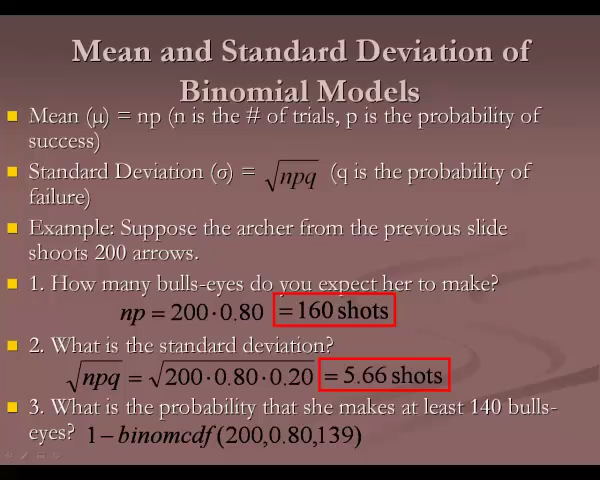 Mean and Standard Deviation of
Binomial Models
Mean (μ) = np (n is the # of trials, p is the probability of
success)
Standard Deviation (σ) = √npq (q is the probability of
failure)
Example: Suppose the archer from the previous slide
shoots 200 arrows.
1. How many bulls-eyes do you expect her to make?
np = 200·0.80 = 160 shots
2. What is the standard deviation?
√npq = √200·0.80·0.20 = 5.66 shots
3. What is the probability that she makes at least 140 bulls-
eyes? 1 – binomcdf (200,0.80,139)